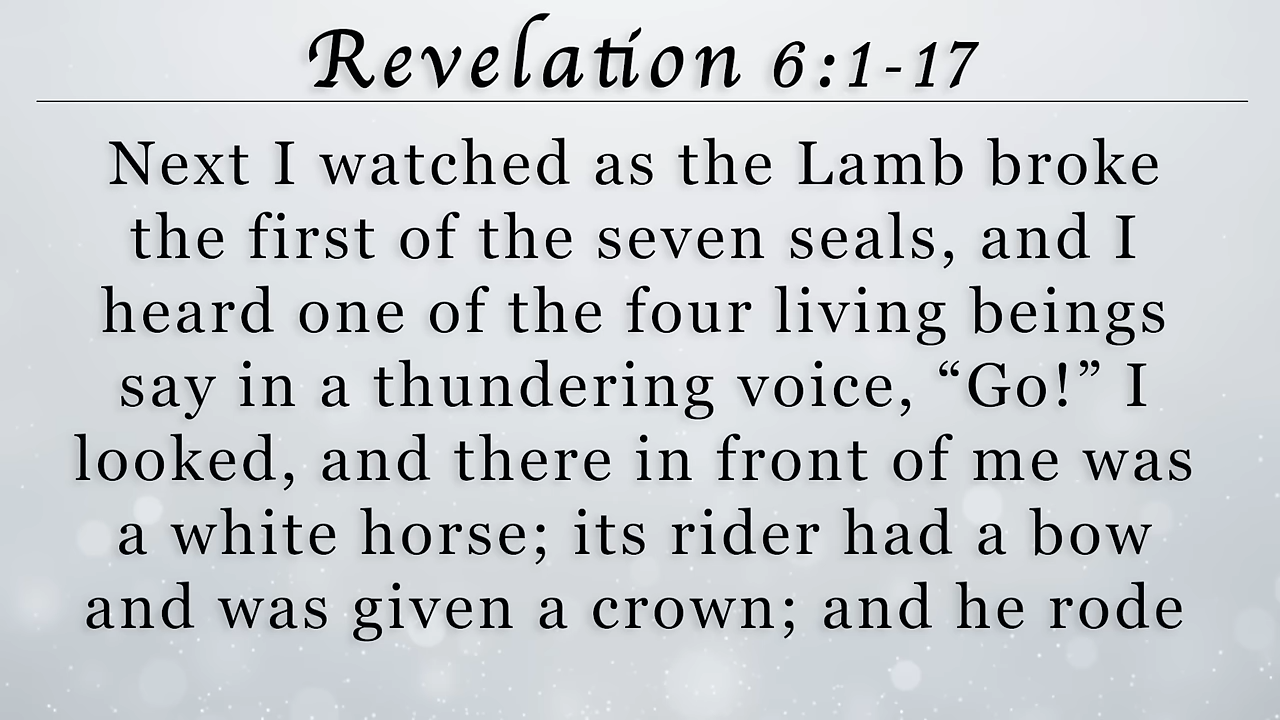 Revelation 6:1-17
Next I watched as the Lamb broke
the first of the seven seals, and I
heard one of the four living beings
say in a thundering voice, “Go!” I
looked, and there in front of me was
a white horse; its rider had a bow
and was given a crown; and he rode